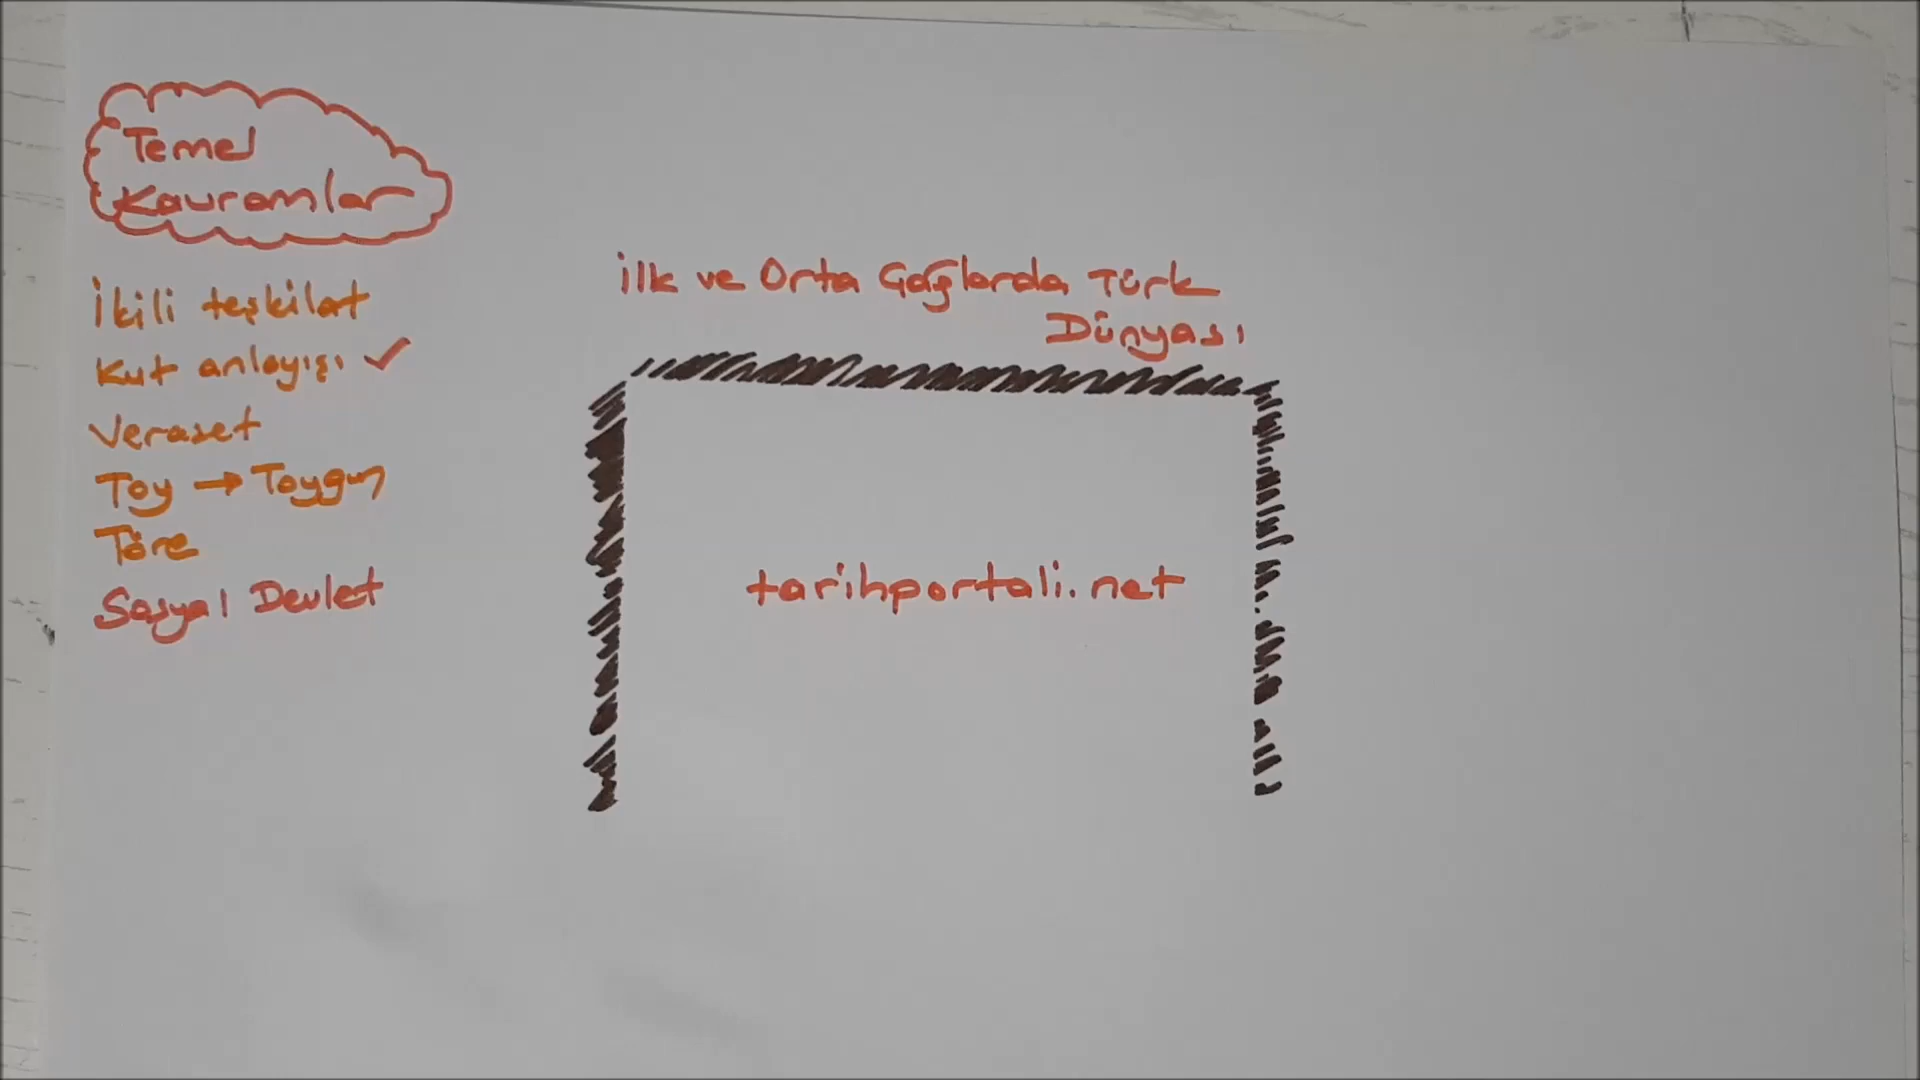 Temel
Kavramlar
İkili teşkilat
Kut anlayışı ✓
Veraset
Toy → Toygun
Töre
Sosyal Devlet
İlk ve Orta Çağlarda Türk
Dünyası
tarihportali.net